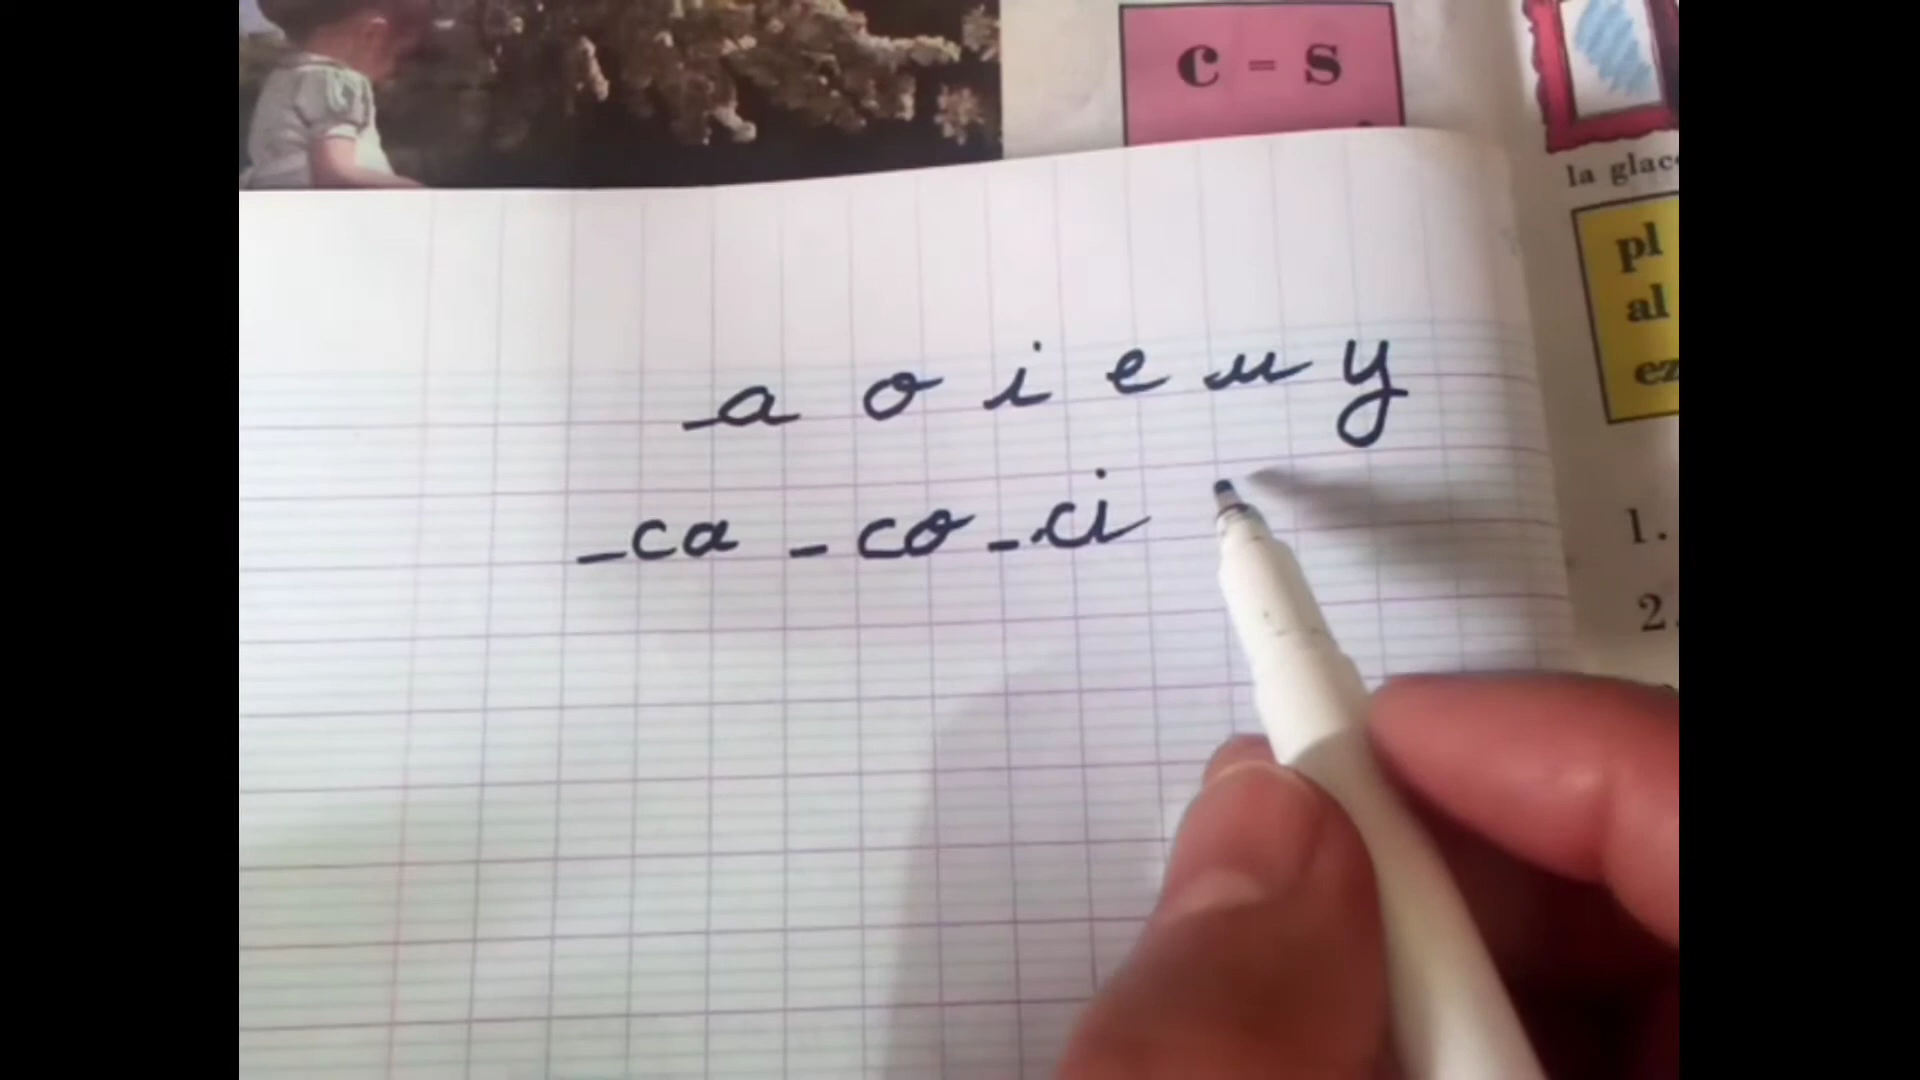 c = s
la glac
pl
al
ez
a o i e u y
- ca - co - ci
1.
2.